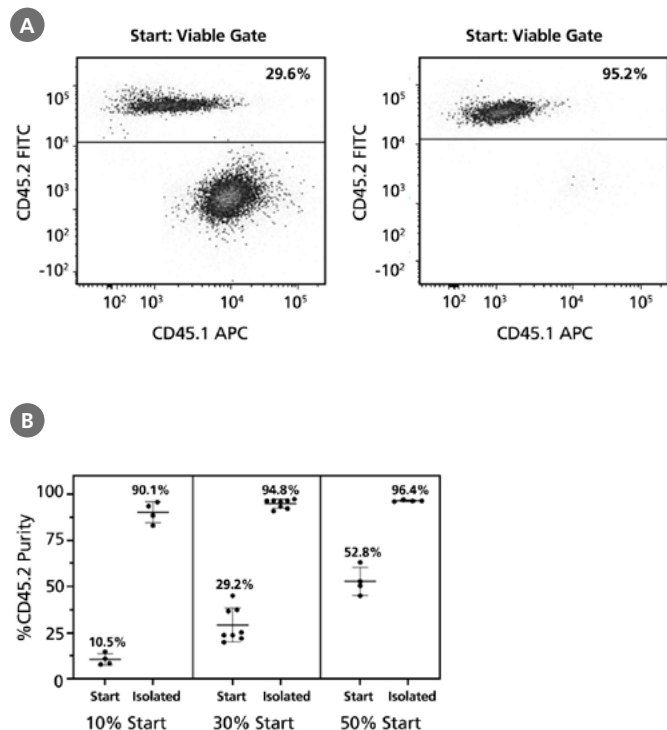 A
Start: Viable Gate
Start: Viable Gate
29.6%
95.2%
CD45.2 FITC
10⁵
10⁴
10³
10²
-10²
10² 10³ 10⁴ 10⁵
CD45.1 APC
CD45.2 FITC
10⁵
10⁴
10³
10²
-10²
10² 10³ 10⁴ 10⁵
CD45.1 APC
B
%CD45.2 Purity
100
75
50
25
0
10.5%
90.1%
29.2%
94.8%
52.8%
96.4%
Start Isolated Start Isolated Start Isolated
10% Start 30% Start 50% Start